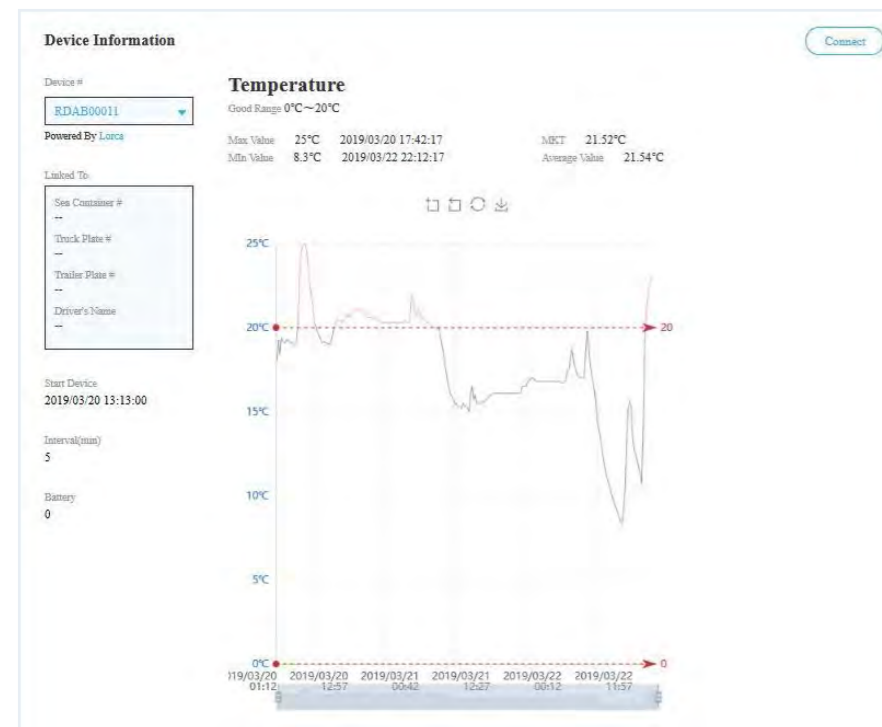 Device Information
Connect
Device #
RDAB00011
Powered By Lorca
Linked To
Sea Container #
--
Truck Plate #
--
Trailer Plate #
--
Driver's Name
--
Start Device
2019/03/20 13:13:00
Interval(min)
5
Battery
0
Temperature
Good Range 0°C~20°C
Max Value 25°C 2019/03/20 17:42:17 MKT 21.52°C
MIn Value 8.3°C 2019/03/22 22:12:17 Average Value 21.54°C
25°C
20°C 20
15°C
10°C
5°C
0°C 0
)19/03/20 2019/03/20 2019/03/21 2019/03/21 2019/03/22 2019/03/22
01:12 12:57 00:42 12:27 00:12 11:57